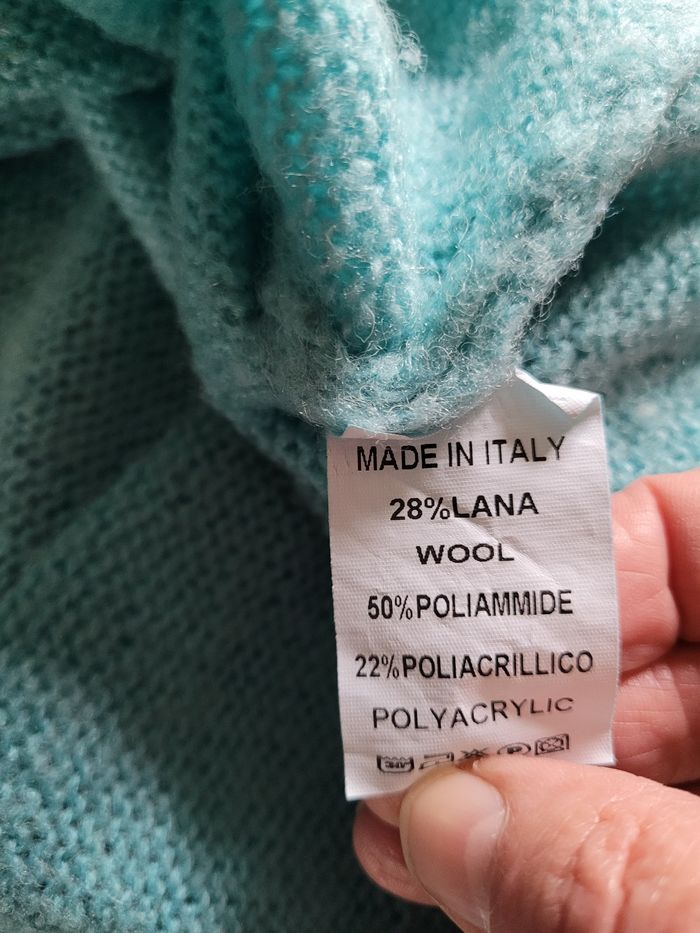 MADE IN ITALY
28%LANA
WOOL
50%POLIAMMIDE
22%POLIACRILLICO
POLYACRYLIC